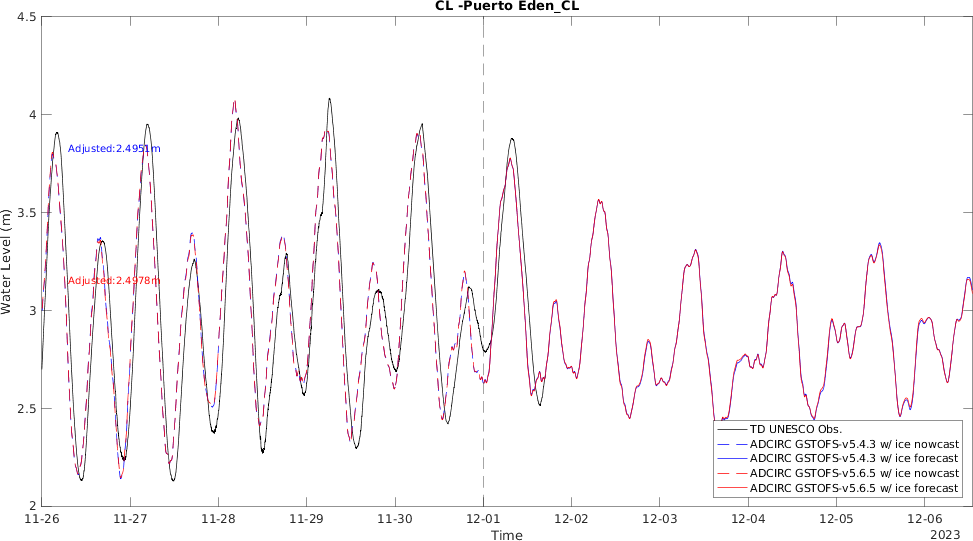 CL -Puerto Eden_CL
4.5
4
3.5
3
2.5
2
Water Level (m)
Adjusted:2.4951m
Adjusted:2.4978m
TD UNESCO Obs.
ADCIRC GSTOFS-v5.4.3 w/ ice nowcast
ADCIRC GSTOFS-v5.4.3 w/ ice forecast
ADCIRC GSTOFS-v5.6.5 w/ ice nowcast
ADCIRC GSTOFS-v5.6.5 w/ ice forecast
11-26 11-27 11-28 11-29 11-30 12-01 12-02 12-03 12-04 12-05 12-06
Time
2023